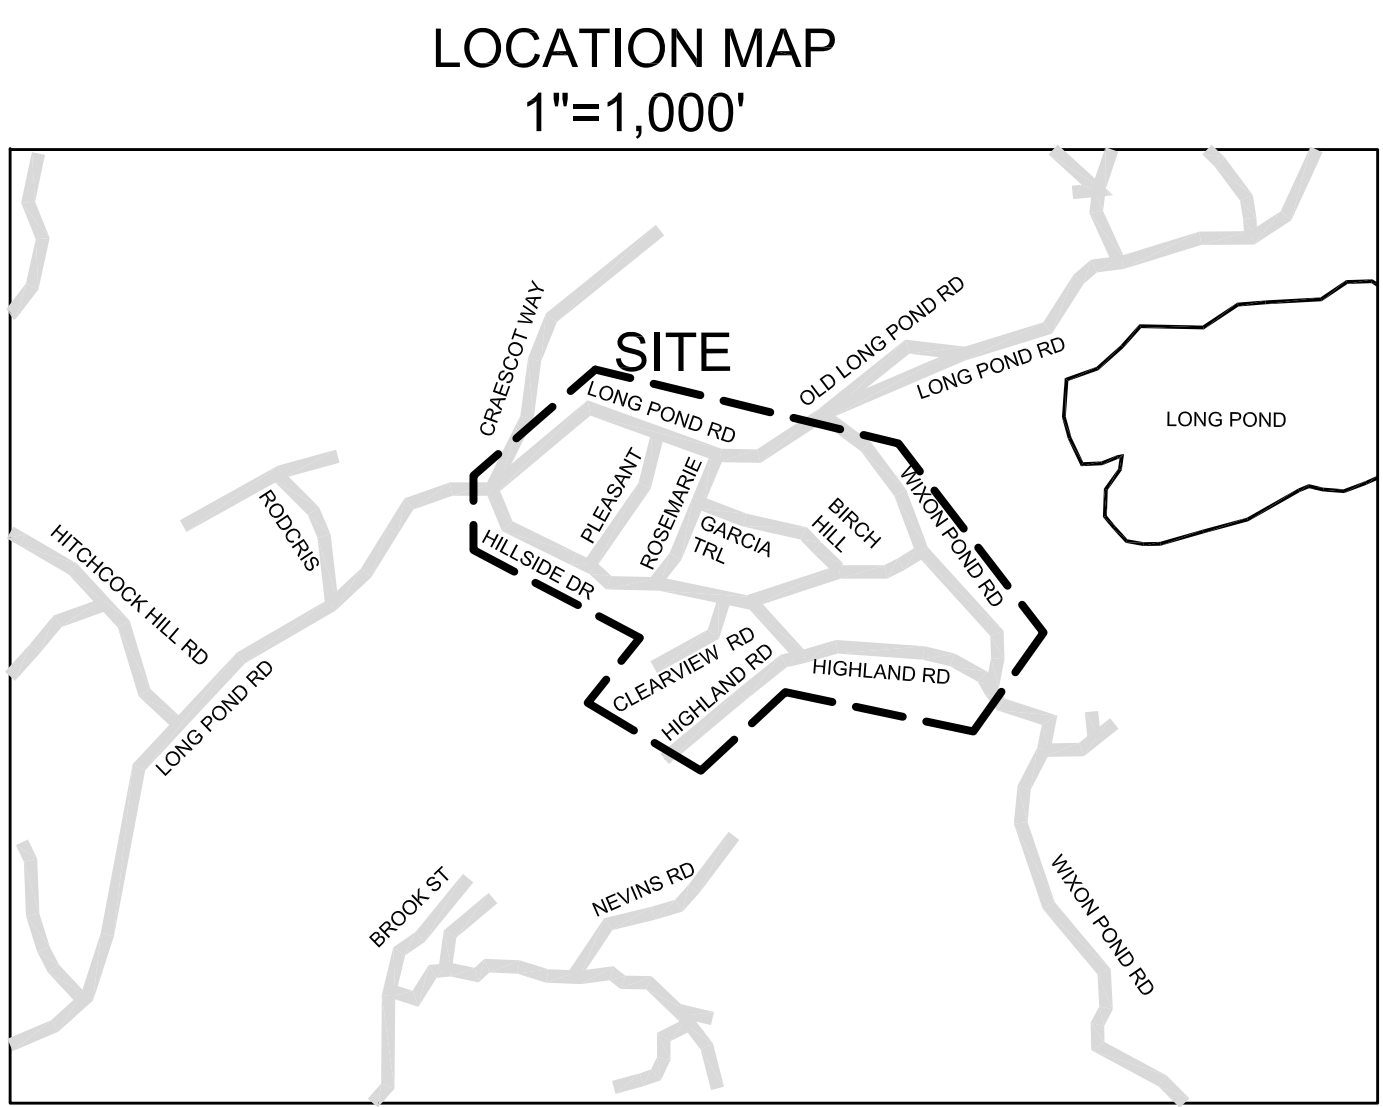 LOCATION MAP
1"=1,000'
CRAESCOT WAY
SITE
OLD LONG POND RD
LONG POND RD
LONG POND RD
LONG POND
PLEASANT
ROSEMARIE
WIXON POND RD
RODCRIS
GARCIA
TRL
BIRCH
HILL
HITCHCOCK HILL RD
HILLSIDE DR
CLEARVIEW RD
HIGHLAND RD
HIGHLAND RD
LONG POND RD
BROOK ST
NEVINS RD
WIXON POND RD